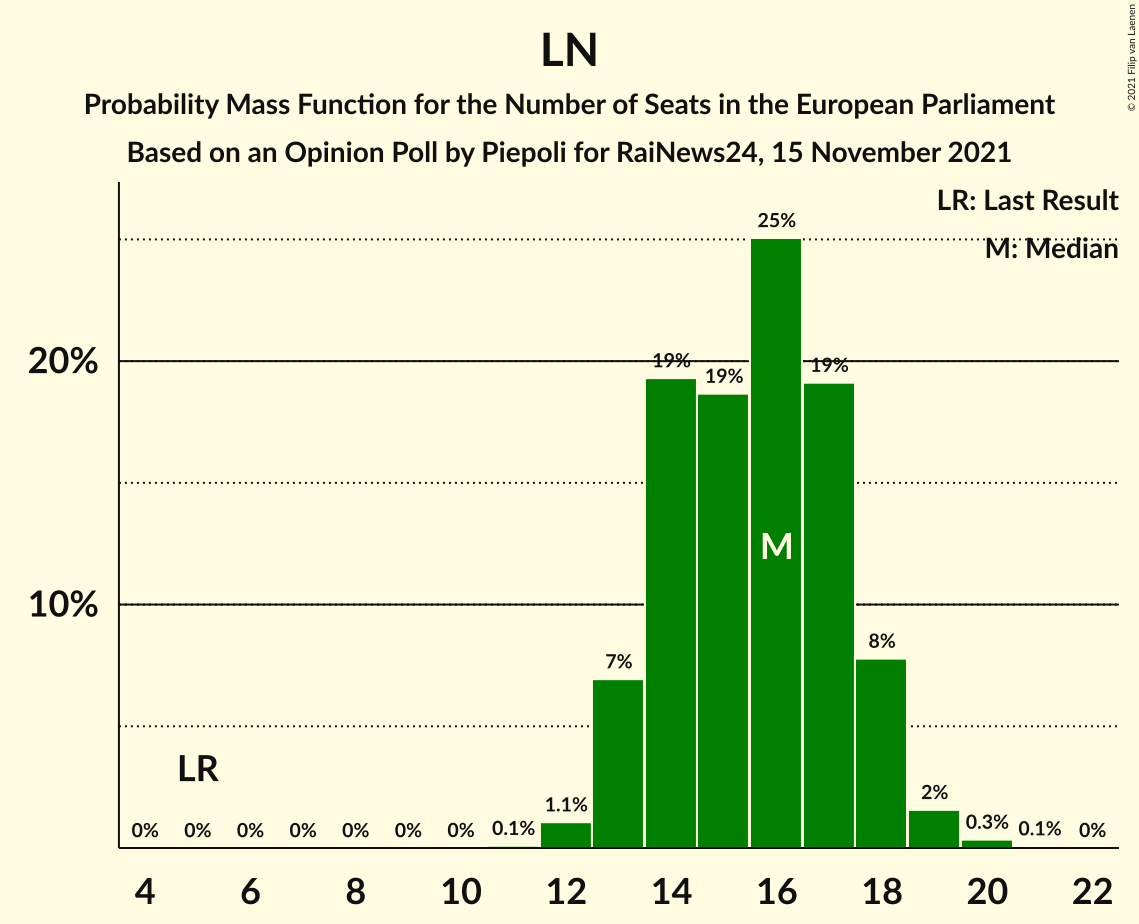 LN
Probability Mass Function for the Number of Seats in the European Parliament
Based on an Opinion Poll by Piepoli for RaiNews24, 15 November 2021
© 2021 Filip van Laenen
LR: Last Result
M: Median
20%
10%
25%
19%
19%
19%
M
7%
8%
LR
0%
0%
0%
0%
0%
0%
0%
0.1%
1.1%
2%
0.3%
0.1%
0%
4 6 8 10 12 14 16 18 20 22